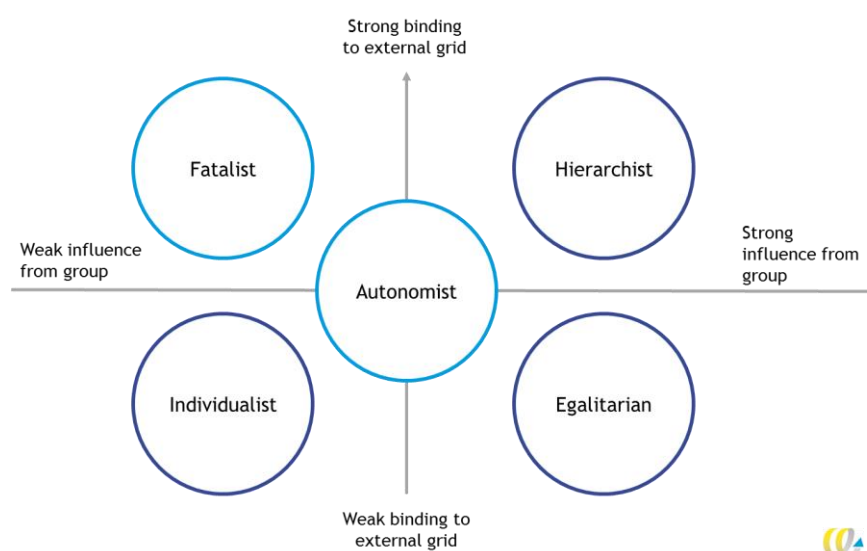 Strong binding
to external grid
Fatalist
Hierarchist
Weak influence
from group
Autonomist
Strong
influence from
group
Individualist
Egalitarian
Weak binding to
external grid